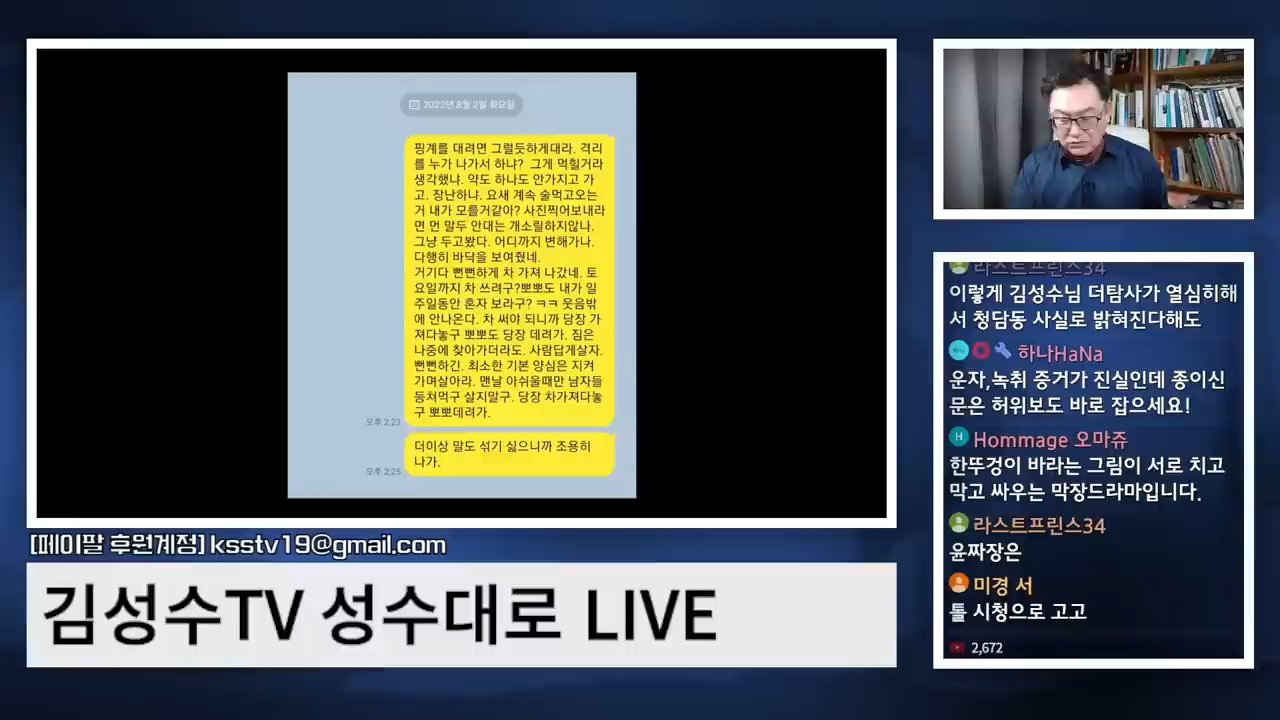 2022년 8월 2일 화요일
핑계를 대려면 그럴듯하게대라. 격리
를 누가 나가서 하냐? 그게 먹힐거라
생각했냐. 약도 하나도 안가지고 가
고. 장난하냐. 요새 계속 술먹고오는
거 내가 모를거같아? 사진찍어보내라
면 먼 말두 안대는 개소릴하지않나.
그냥 두고봤다. 어디까지 변해가나.
다행히 바닥을 보여줬네.
거기다 뻔뻔하게 차 가져 나갔네. 토
요일까지 차 쓰려구?뽀뽀도 내가 일
주일동안 혼자 보라구? ㅋㅋ 웃음밖
에 안나온다. 차 써야 되니까 당장 가
져다놓구 뽀뽀도 당장 데려가. 짐은
나중에 찾아가더라도. 사람답게살자.
뻔뻔하긴. 최소한 기본 양심은 지켜
가며살아라. 맨날 아쉬울때만 남자들
등쳐먹구 살지말구. 당장 차가져다놓
구 뽀뽀데려가.
오후 2:23
더이상 말도 섞기 싫으니까 조용히
나가.
오후 2:25
[페이팔 후원계정] ksstv19@gmail.com
김성수TV 성수대로 LIVE
라스트프린스34
이렇게 김성수님 더탐사가 열심히해
서 청담동 사실로 밝혀진다해도
하나HaNa
운자,녹취 증거가 진실인데 종이신
문은 허위보도 바로 잡으세요!
H Hommage 오마쥬
한뚜겅이 바라는 그림이 서로 치고
막고 싸우는 막장드라마입니다.
라스트프린스34
윤짜장은
미경 서
톨 시청으로 고고
2,672